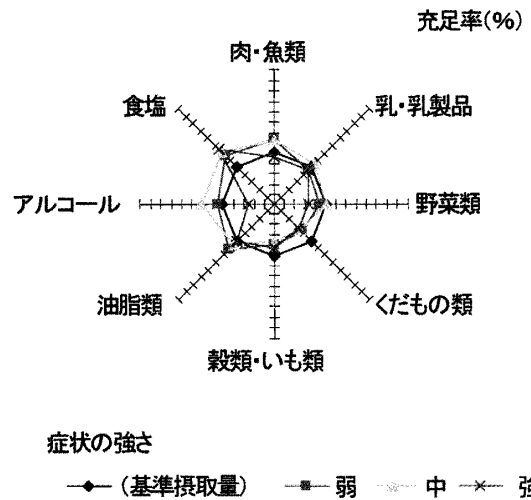 充足率(%)
肉・魚類
食塩
乳・乳製品
アルコール
野菜類
油脂類
くだもの類
穀類・いも類
症状の強さ
(基準摂取量)
弱
中
強